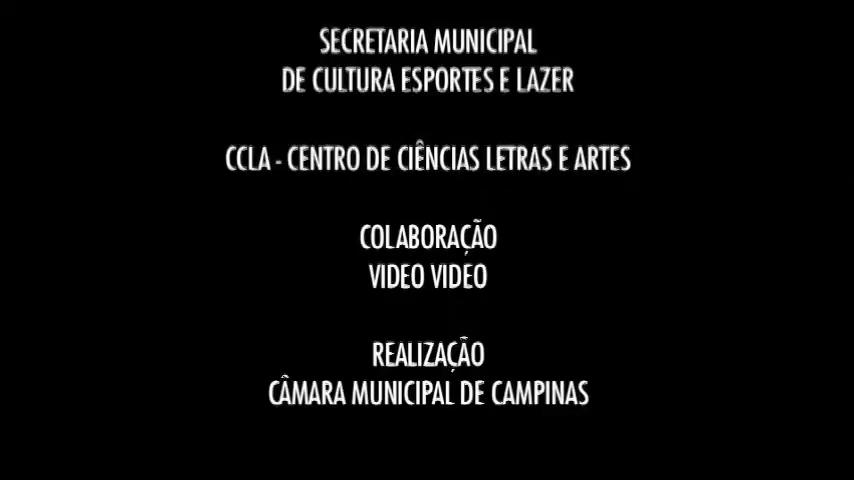 SECRETARIA MUNICIPAL
DE CULTURA ESPORTES E LAZER
CCLA - CENTRO DE CIÊNCIAS LETRAS E ARTES
COLABORAÇÃO
VIDEO VIDEO
REALIZAÇÃO
CÂMARA MUNICIPAL DE CAMPINAS